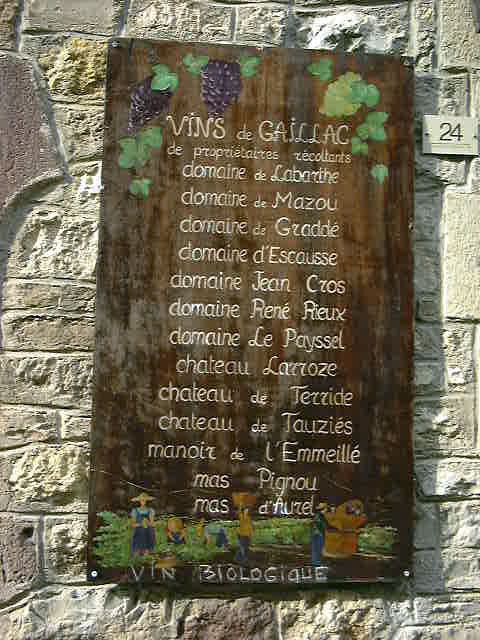 24
VINS de GAILLAC
de propriétaires récoltants
domaine de Labarthe
domaine de Mazou
domaine de Graddé
domaine d'Escausse
domaine Jean Cros
domaine René Rieux
domaine Le Payssel
chateau Larroze
chateau de Terride
chateau de Tauziés
manoir de l'Emmeillé
mas Pignou
mas d'Aurel
VIN BIOLOGIQUE